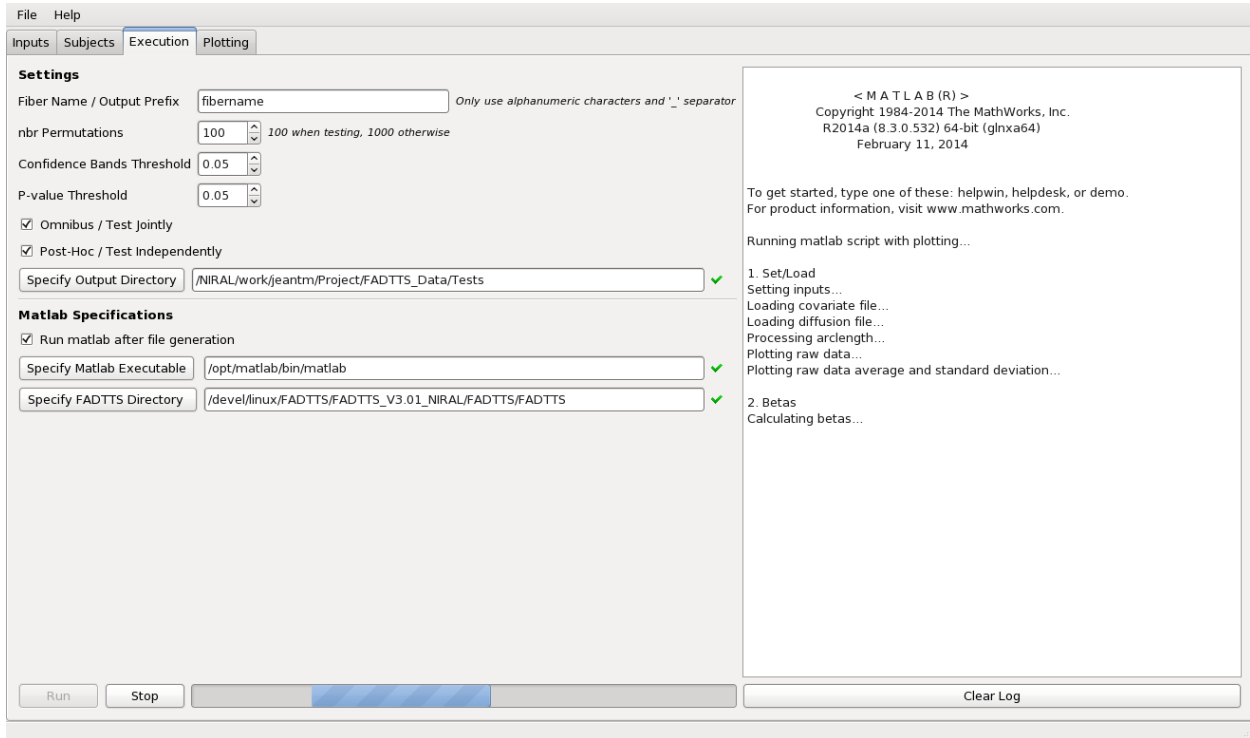 File Help
Inputs Subjects Execution Plotting
Settings
Fiber Name / Output Prefix fibername Only use alphanumeric characters and '_' separator
nbr Permutations 100 100 when testing, 1000 otherwise
Confidence Bands Threshold 0.05
P-value Threshold 0.05
Omnibus / Test Jointly
Post-Hoc / Test Independently
Specify Output Directory /NIRAL/work/jeantm/Project/FADTTS_Data/Tests
Matlab Specifications
Run matlab after file generation
Specify Matlab Executable /opt/matlab/bin/matlab
Specify FADTTS Directory /devel/linux/FADTTS/FADTTS_V3.01_NIRAL/FADTTS/FADTTS
Run Stop
< M A T L A B (R) >
Copyright 1984-2014 The MathWorks, Inc.
R2014a (8.3.0.532) 64-bit (glnxa64)
February 11, 2014
To get started, type one of these: helpwin, helpdesk, or demo.
For product information, visit www.mathworks.com.
Running matlab script with plotting...
1. Set/Load
Setting inputs...
Loading covariate file...
Loading diffusion file...
Processing arclength...
Plotting raw data...
Plotting raw data average and standard deviation...
2. Betas
Calculating betas...
Clear Log